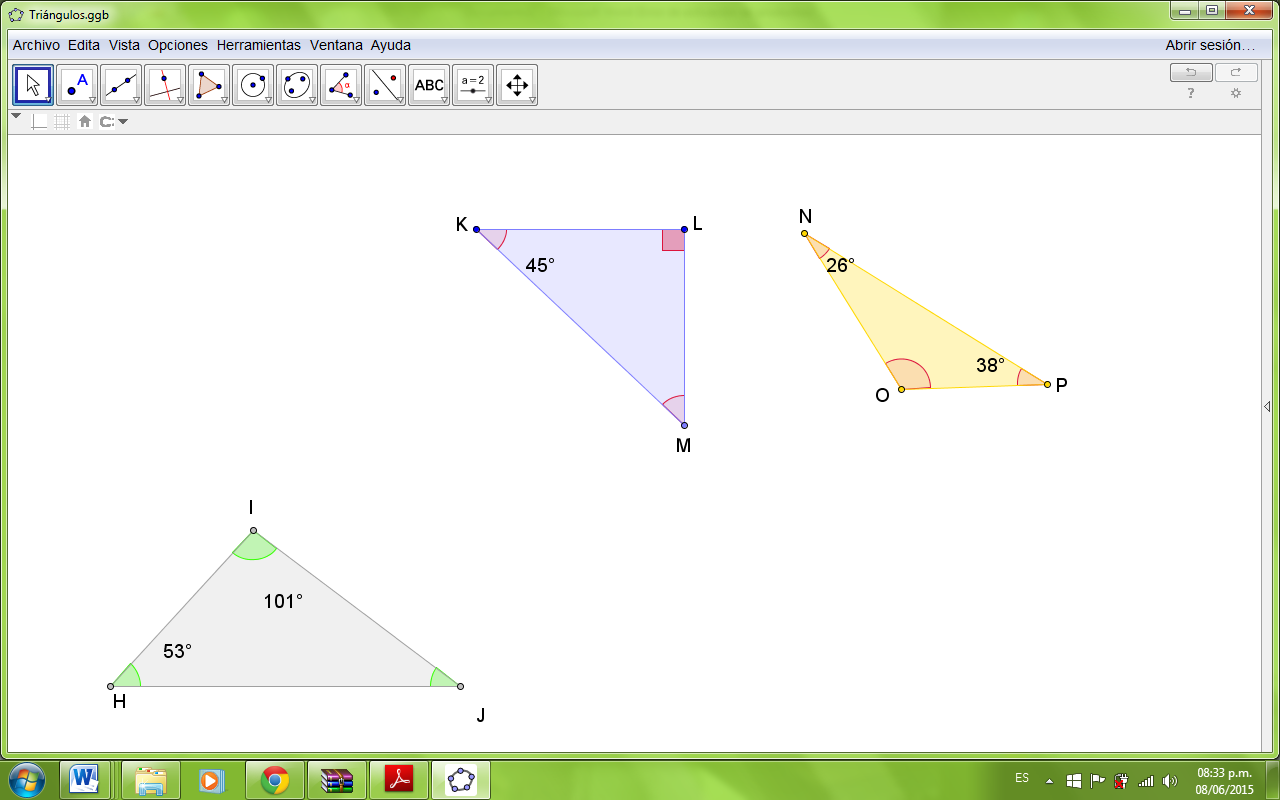 Triángulos.ggb
Archivo Edita Vista Opciones Herramientas Ventana Ayuda Abrir sesión…
A α ABC a=2
?
K L N
45° 26°
38°
O P
M
I
101°
53°
H
J
ES 08:33 p.m.
08/06/2015